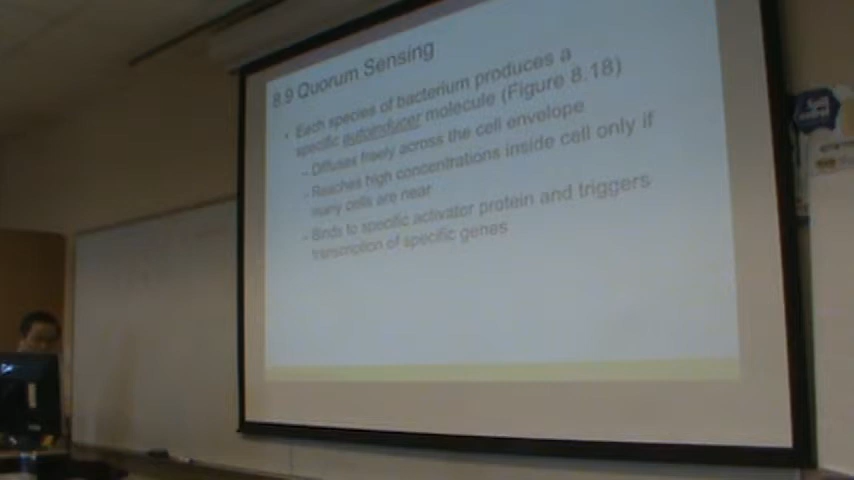 8.9 Quorum Sensing
• Each species of bacterium produces a
specific autoinducer molecule (Figure 8.18)
– Diffuses freely across the cell envelope
– Reaches high concentrations inside cell only if
many cells are near
– Binds to specific activator protein and triggers
transcription of specific genes